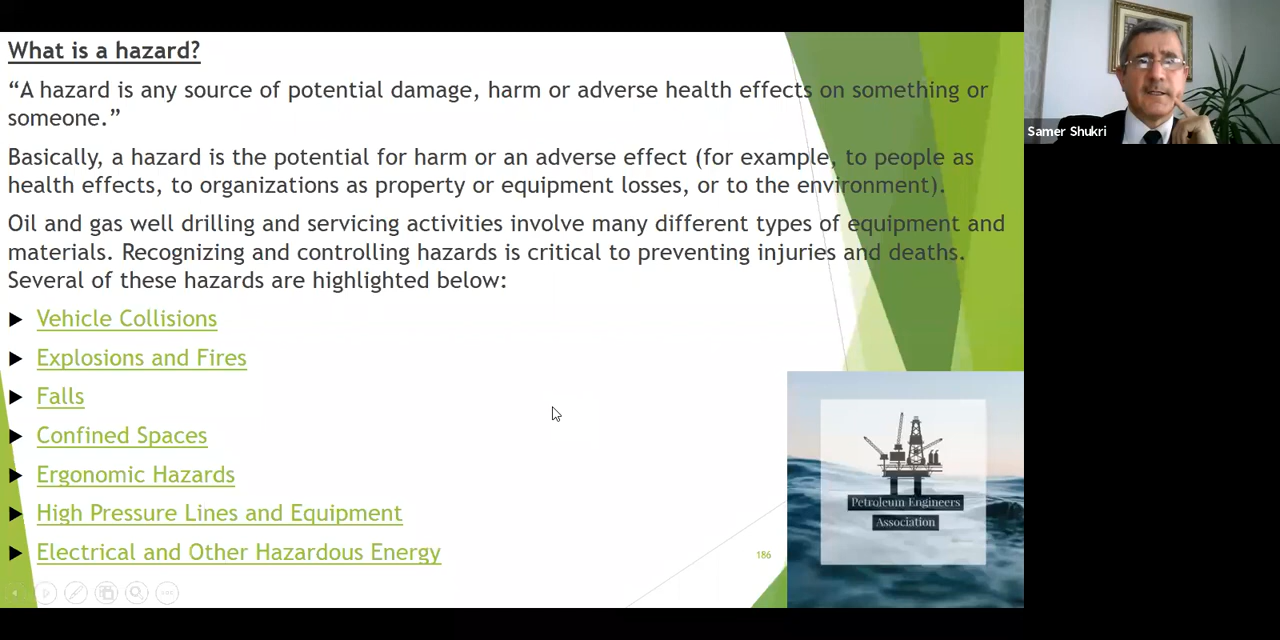 What is a hazard?
“A hazard is any source of potential damage, harm or adverse health effects on something or
someone.”
Basically, a hazard is the potential for harm or an adverse effect (for example, to people as
health effects, to organizations as property or equipment losses, or to the environment).
Oil and gas well drilling and servicing activities involve many different types of equipment and
materials. Recognizing and controlling hazards is critical to preventing injuries and deaths.
Several of these hazards are highlighted below:
Vehicle Collisions
Explosions and Fires
Falls
Confined Spaces
Ergonomic Hazards
High Pressure Lines and Equipment
Electrical and Other Hazardous Energy
186
Petroleum Engineers
Association
Samer Shukri